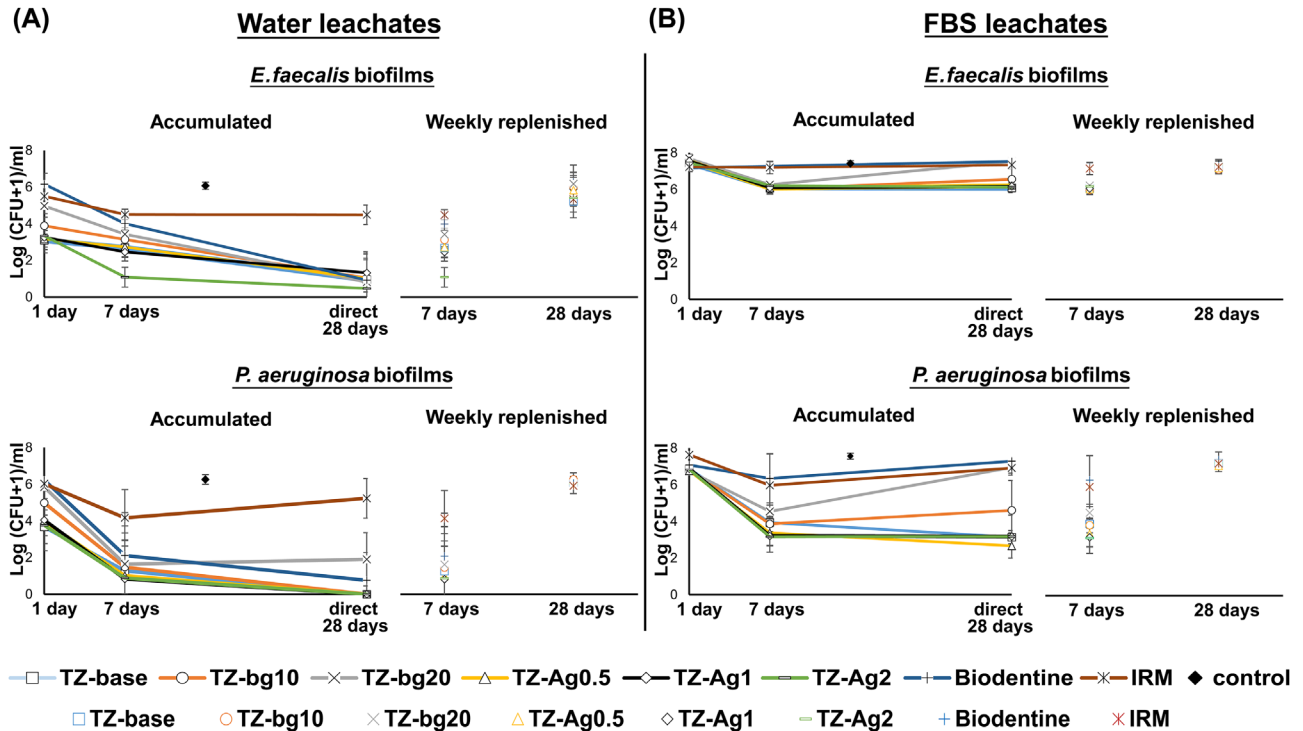 (A) Water leachates
E.faecalis biofilms
Accumulated Weekly replenished
Log (CFU+1)/ml
8
6
4
2
0
1 day 7 days direct 28 days 7 days 28 days
P. aeruginosa biofilms
Accumulated Weekly replenished
Log (CFU+1)/ml
8
6
4
2
0
1 day 7 days direct 28 days 7 days 28 days
(B) FBS leachates
E.faecalis biofilms
Accumulated Weekly replenished
Log (CFU+1)/ml
8
6
4
2
0
1 day 7 days direct 28 days 7 days 28 days
P. aeruginosa biofilms
Accumulated Weekly replenished
Log (CFU+1)/ml
8
6
4
2
0
1 day 7 days direct 28 days 7 days 28 days
TZ-base TZ-bg10 TZ-bg20 TZ-Ag0.5 TZ-Ag1 TZ-Ag2 Biodentine IRM control
TZ-base TZ-bg10 TZ-bg20 TZ-Ag0.5 TZ-Ag1 TZ-Ag2 Biodentine IRM